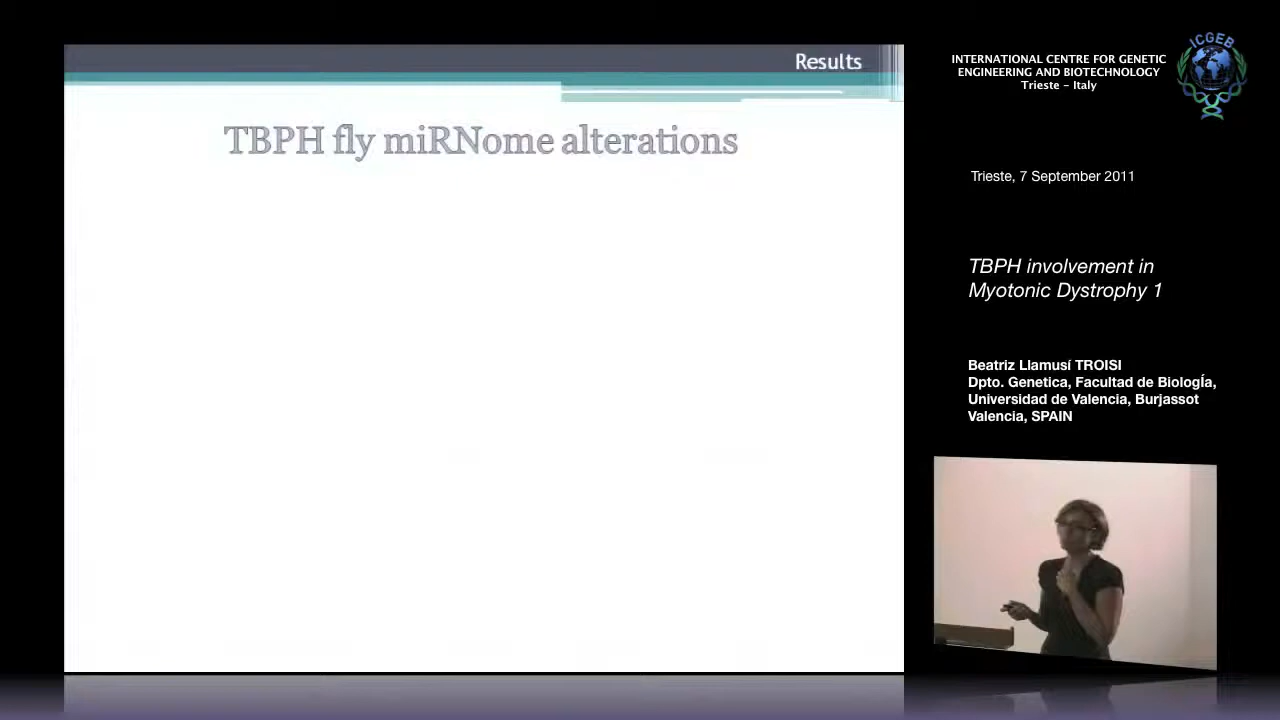 Results
TBPH fly miRNome alterations
INTERNATIONAL CENTRE FOR GENETIC
ENGINEERING AND BIOTECHNOLOGY
Trieste - Italy
ICGEB
Trieste, 7 September 2011
TBPH involvement in
Myotonic Dystrophy 1
Beatriz Llamusí TROISI
Dpto. Genetica, Facultad de BiologÍa,
Universidad de Valencia, Burjassot
Valencia, SPAIN